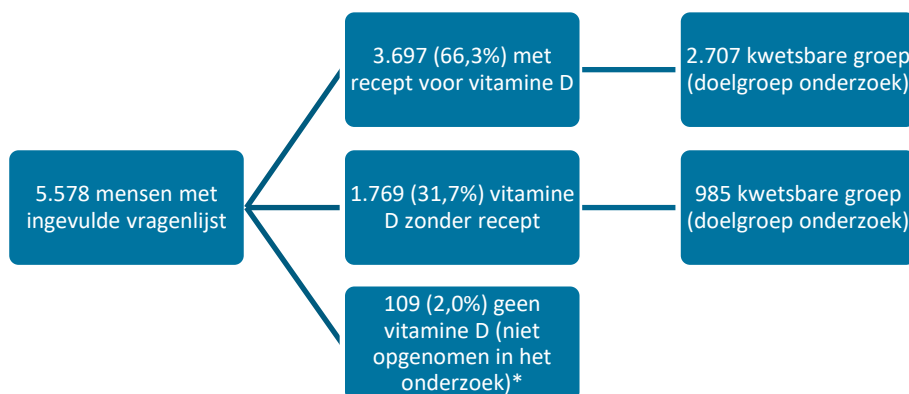 3.697 (66,3%) met
recept voor vitamine D
2.707 kwetsbare groep
(doelgroep onderzoek)
5.578 mensen met
ingevulde vragenlijst
1.769 (31,7%) vitamine
D zonder recept
985 kwetsbare groep
(doelgroep onderzoek)
109 (2,0%) geen
vitamine D (niet
opgenomen in het
onderzoek)*